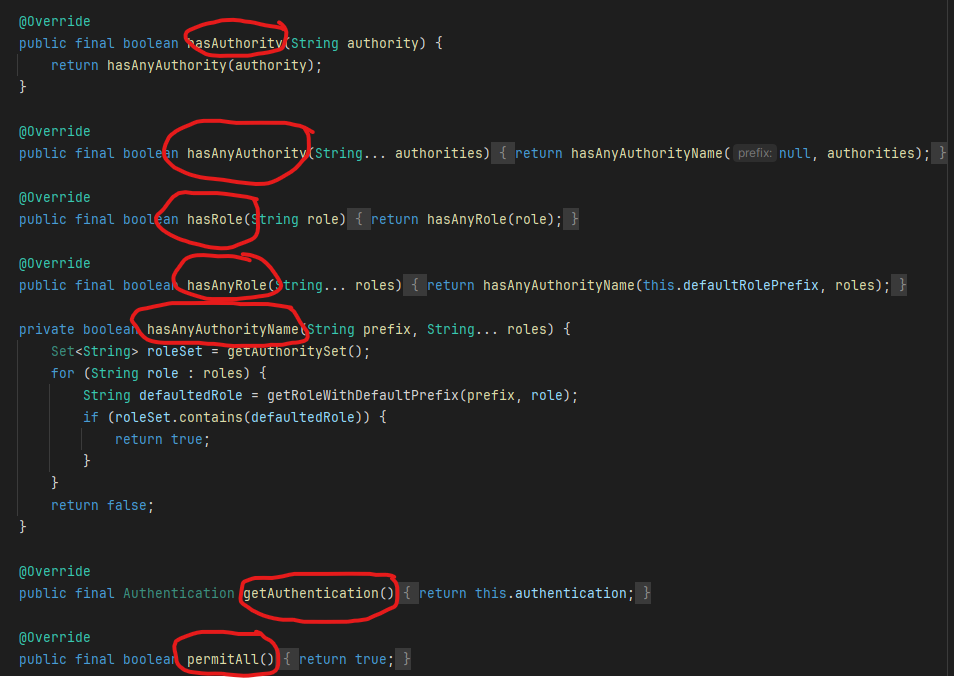 @Override
public final boolean hasAuthority(String authority) {
return hasAnyAuthority(authority);
}
@Override
public final boolean hasAnyAuthority(String... authorities) { return hasAnyAuthorityName( prefix: null, authorities); }
@Override
public final boolean hasRole(String role) { return hasAnyRole(role); }
@Override
public final boolean hasAnyRole(String... roles) { return hasAnyAuthorityName(this.defaultRolePrefix, roles); }
private boolean hasAnyAuthorityName(String prefix, String... roles) {
Set<String> roleSet = getAuthoritySet();
for (String role : roles) {
String defaultedRole = getRoleWithDefaultPrefix(prefix, role);
if (roleSet.contains(defaultedRole)) {
return true;
}
}
return false;
}
@Override
public final Authentication getAuthentication() { return this.authentication; }
@Override
public final boolean permitAll() { return true; }